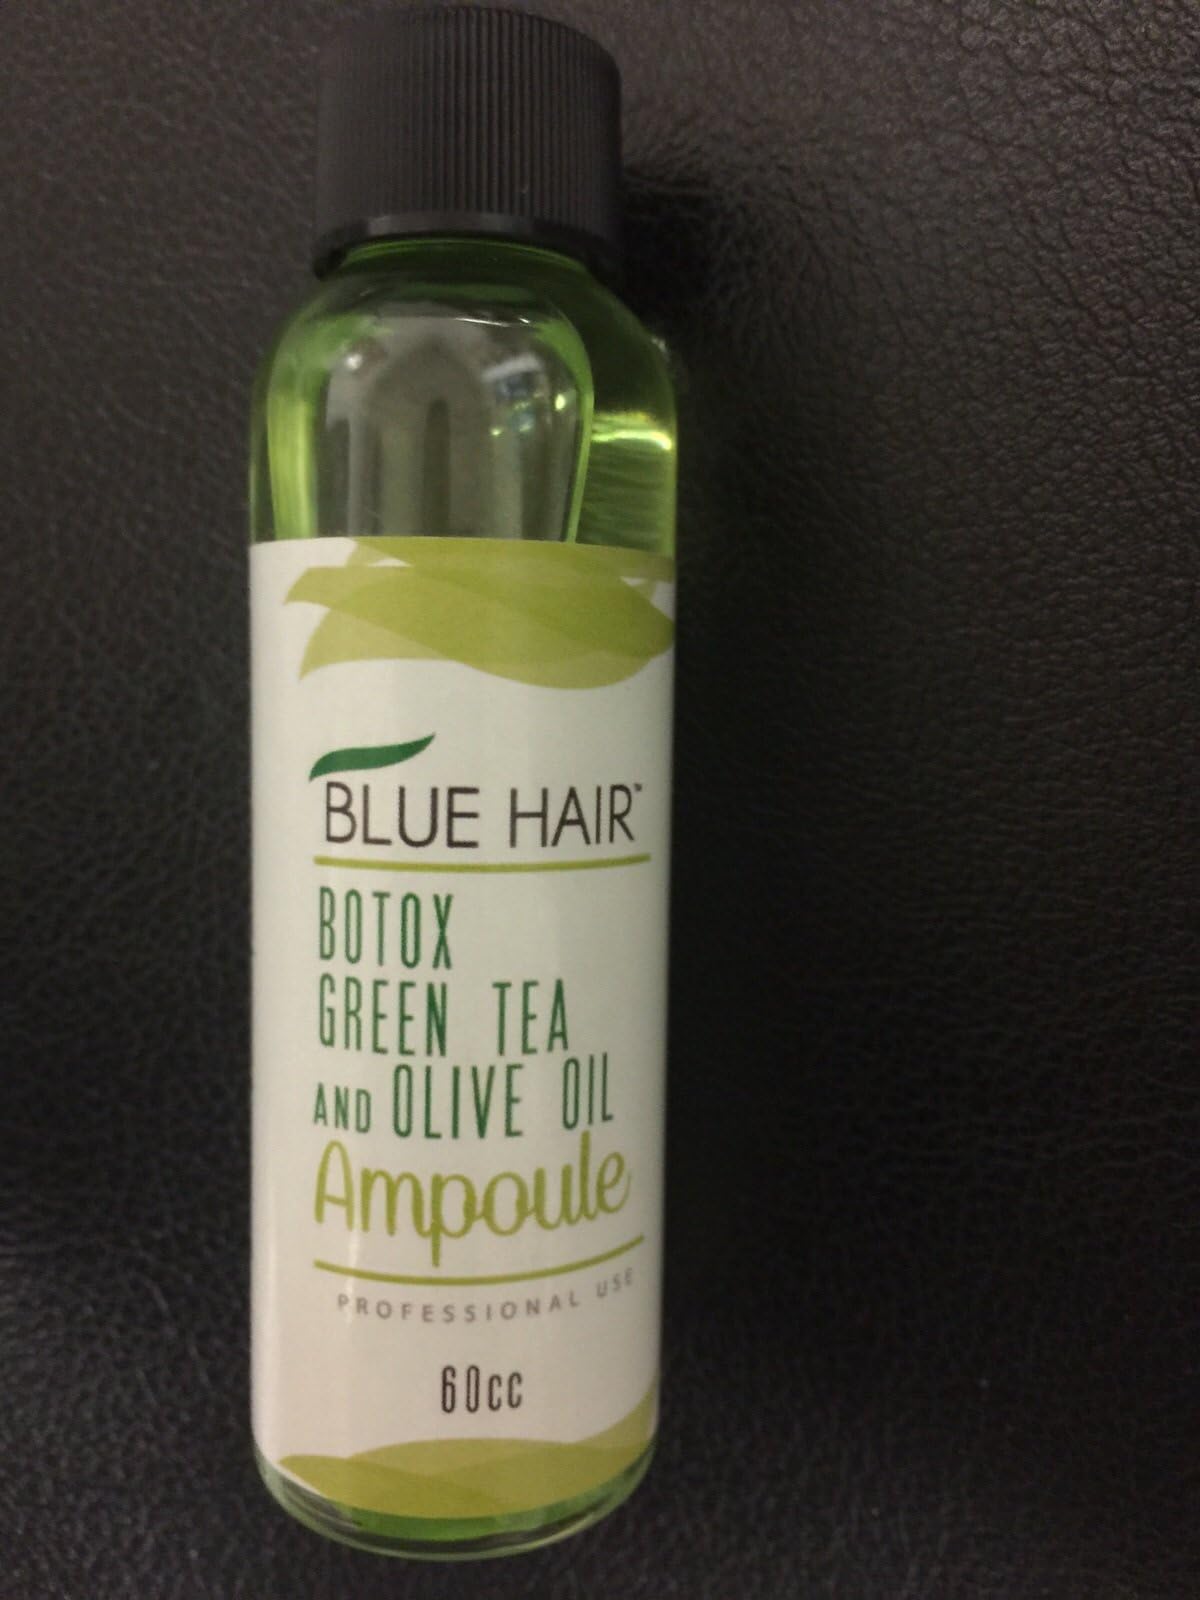 BLUE HAIR™
BOTOX
GREEN TEA
AND OLIVE OIL
Ampoule
PROFESSIONAL USE
60cc